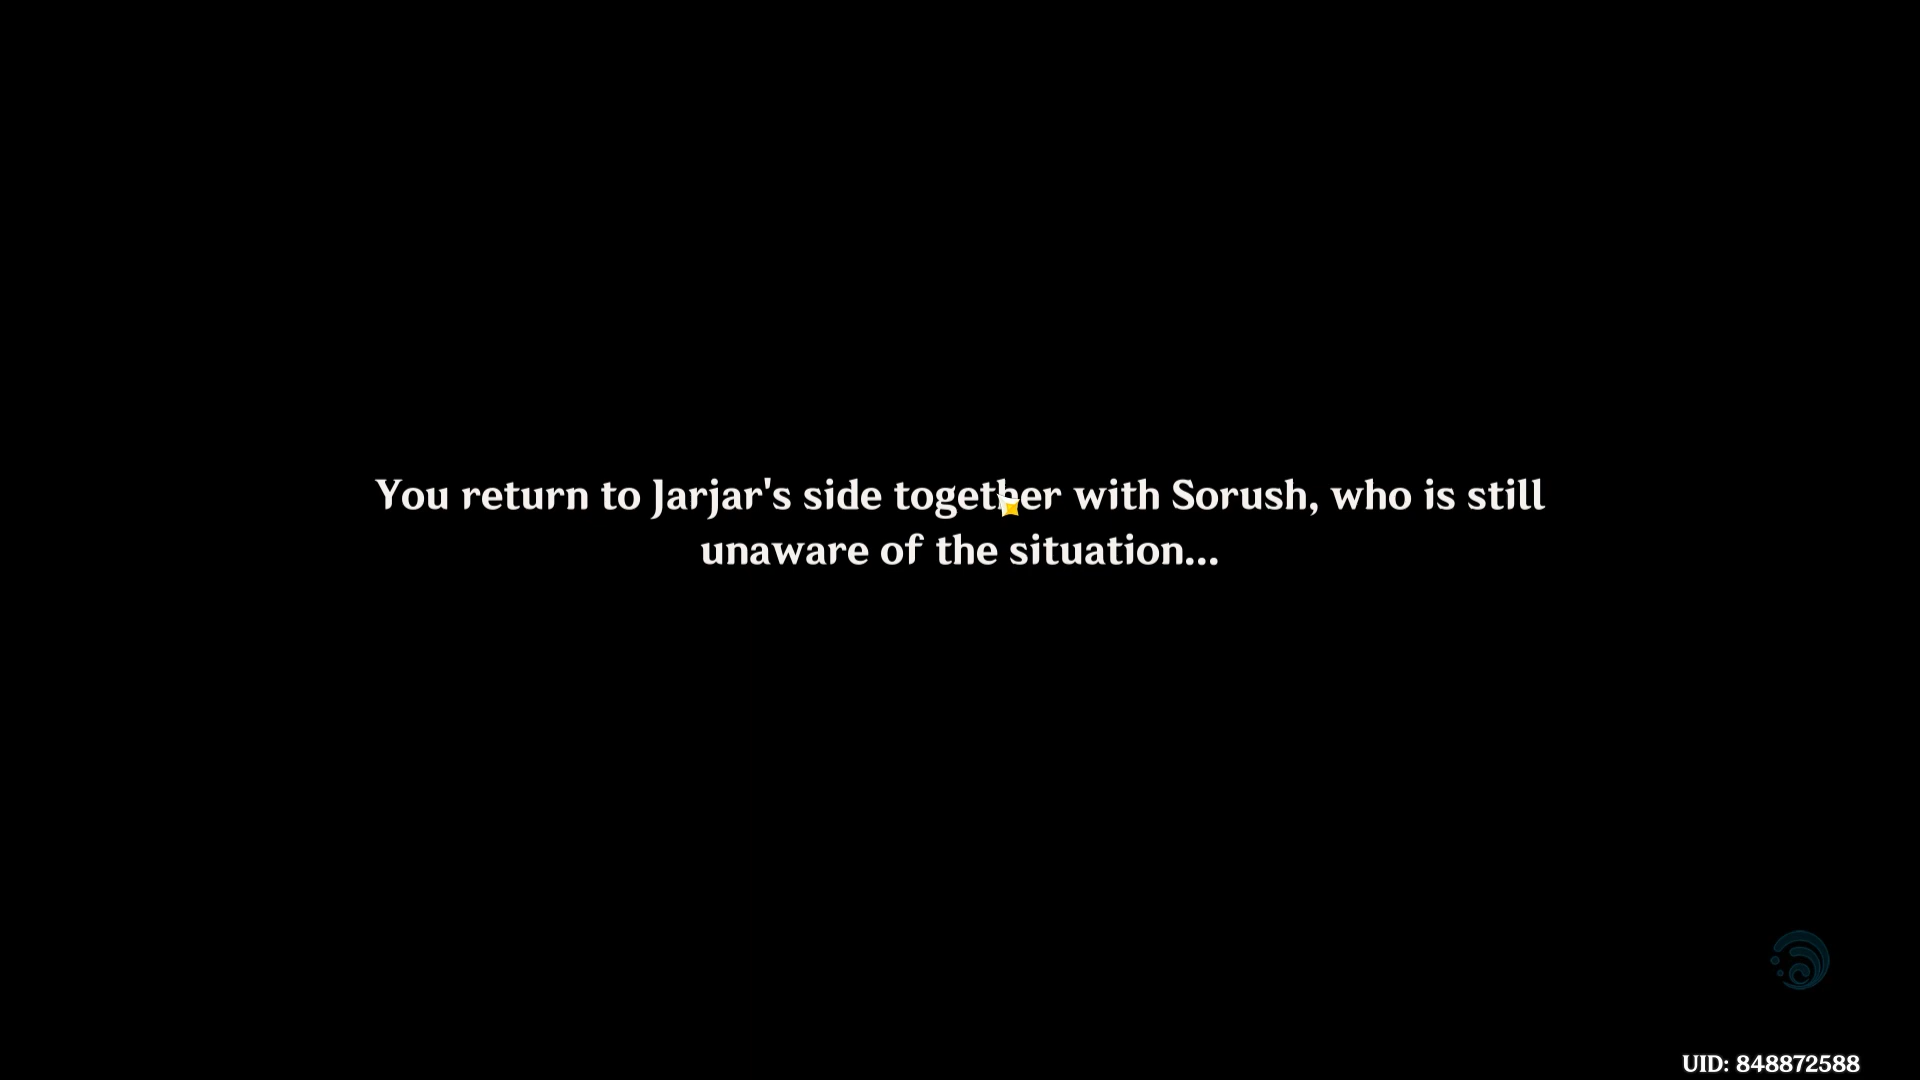 You return to Jarjar's side together with Sorush, who is still
unaware of the situation...
UID: 848872588